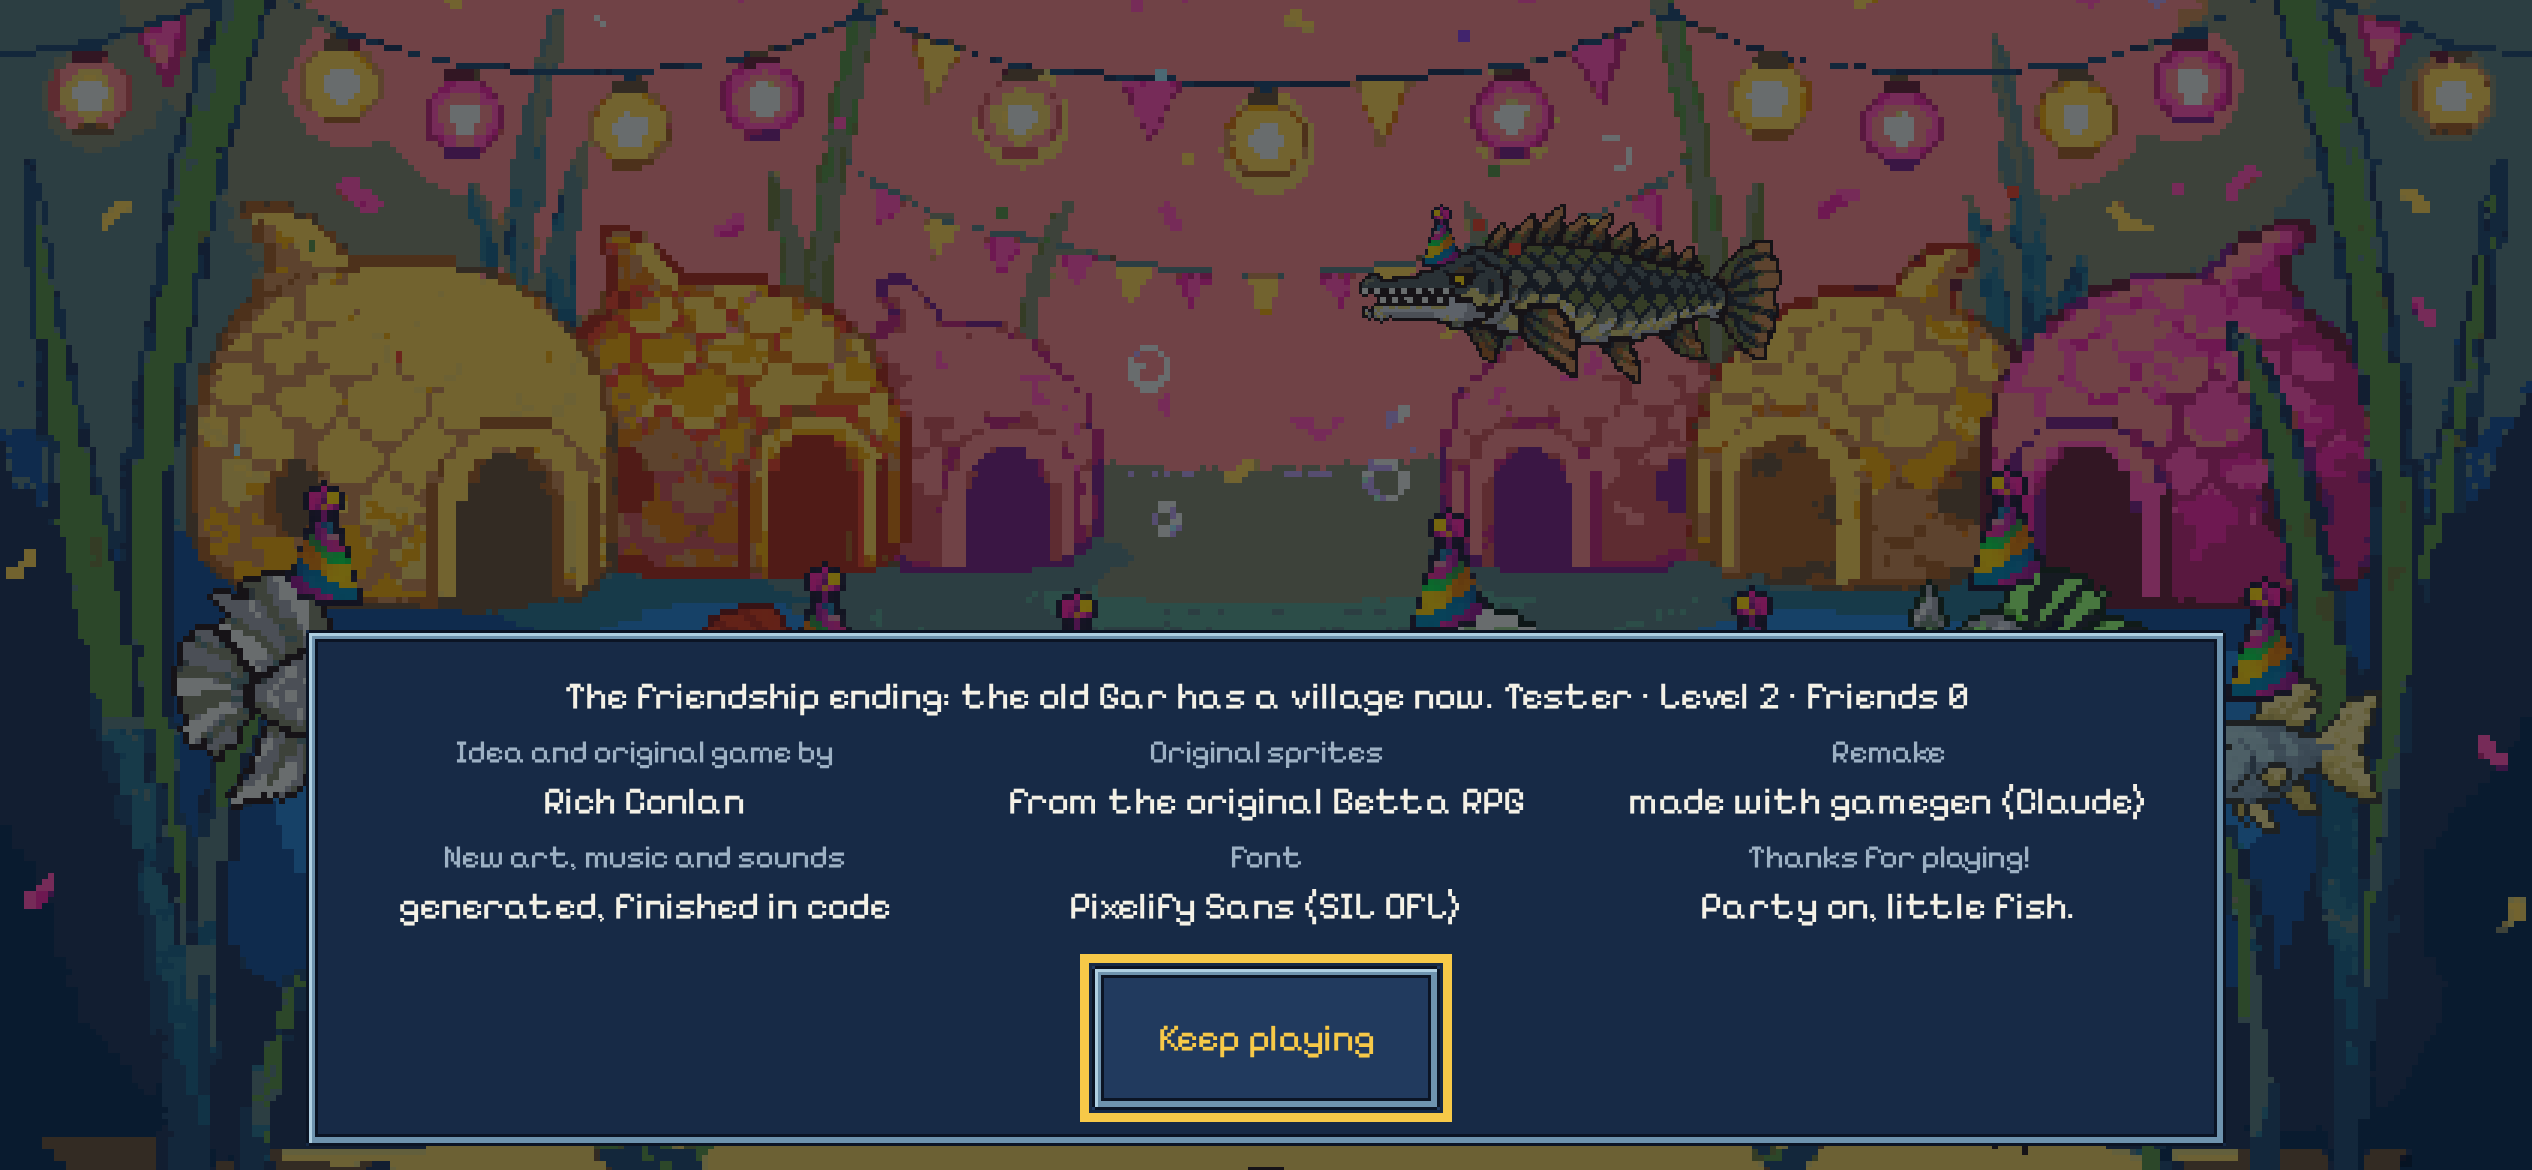 The friendship ending: the old Gar has a village now. Tester · Level 2 · Friends 0
Idea and original game by
Rich Conlan
Original sprites
from the original Betta RPG
Remake
made with gamegen (Claude)
New art, music and sounds
generated, finished in code
Font
Pixelify Sans (SIL OFL)
Thanks for playing!
Party on, little fish.
Keep playing